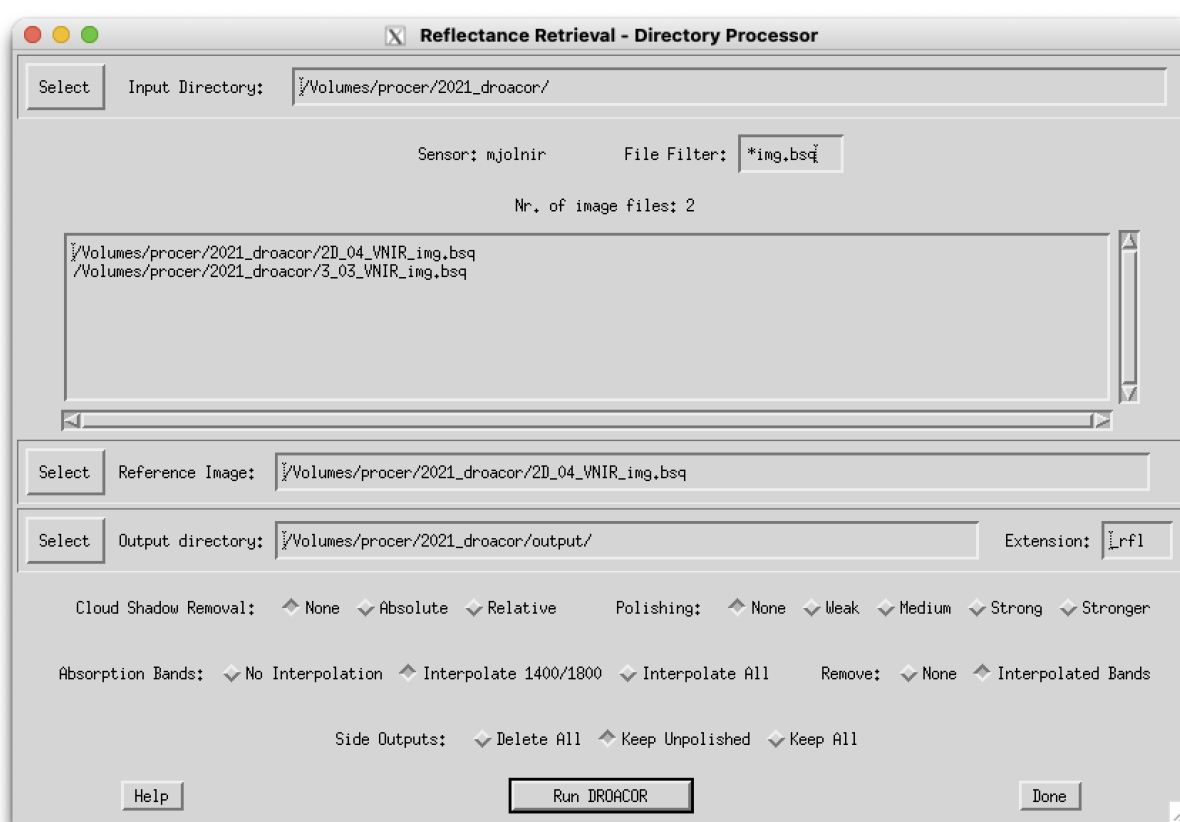 X Reflectance Retrieval - Directory Processor
Select Input Directory: /Volumes/procer/2021_droacor/
Sensor: mjolnir File Filter: *img.bsq
Nr. of image files: 2
/Volumes/procer/2021_droacor/2D_04_VNIR_img.bsq
/Volumes/procer/2021_droacor/3_03_VNIR_img.bsq
Select Reference Image: /Volumes/procer/2021_droacor/2D_04_VNIR_img.bsq
Select Output directory: /Volumes/procer/2021_droacor/output/ Extension: _rfl
Cloud Shadow Removal: None Absolute Relative Polishing: None Weak Medium Strong Stronger
Absorption Bands: No Interpolation Interpolate 1400/1800 Interpolate All Remove: None Interpolated Bands
Side Outputs: Delete All Keep Unpolished Keep All
Help Run DROACOR Done